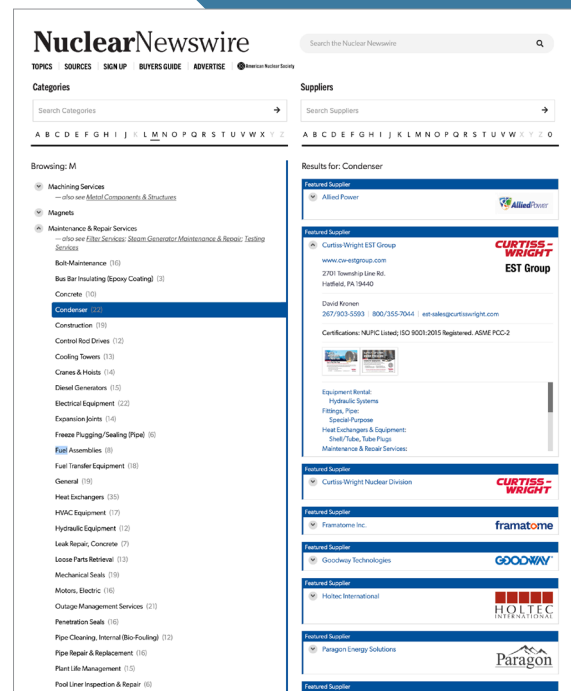 NuclearNewswire
Search the Nuclear Newswire
TOPICS SOURCES SIGN UP BUYERS GUIDE ADVERTISE American Nuclear Society
Categories
Search Categories
A B C D E F G H I J K L M N O P Q R S T U V W X Y Z
Browsing: M
Machining Services
— also see Metal Components & Structures
Magnets
Maintenance & Repair Services
— also see Filter Services; Steam Generator Maintenance & Repair; Testing
Services
Bolt-Maintenance (16)
Bus Bar Insulating (Epoxy Coating) (3)
Concrete (10)
Condenser (22)
Construction (19)
Control Rod Drives (12)
Cooling Towers (13)
Cranes & Hoists (14)
Diesel Generators (15)
Electrical Equipment (22)
Expansion Joints (14)
Freeze Plugging/Sealing (Pipe) (6)
Fuel Assemblies (8)
Fuel Transfer Equipment (18)
General (19)
Heat Exchangers (35)
HVAC Equipment (17)
Hydraulic Equipment (12)
Leak Repair, Concrete (7)
Loose Parts Retrieval (13)
Mechanical Seals (19)
Motors, Electric (16)
Outage Management Services (21)
Penetration Seals (16)
Pipe Cleaning, Internal (Bio-Fouling) (12)
Pipe Repair & Replacement (16)
Plant Life Management (15)
Pool Liner Inspection & Repair (6)
Suppliers
Search Suppliers
A B C D E F G H I J K L M N O P Q R S T U V W X Y Z 0
Results for: Condenser
Featured Supplier
Allied Power
AlliedPower
Featured Supplier
Curtiss-Wright EST Group
CURTISS-
WRIGHT
EST Group
www.cw-estgroup.com
2701 Township Line Rd.
Hatfield, PA 19440
David Kronen
267/903-5593 | 800/355-7044 | est-sales@curtisswright.com
Certifications: NUPIC Listed; ISO 9001:2015 Registered. ASME PCC-2
Equipment Rental:
Hydraulic Systems
Fittings, Pipe:
Special-Purpose
Heat Exchangers & Equipment:
Shell/Tube, Tube Plugs
Maintenance & Repair Services:
Featured Supplier
Curtiss-Wright Nuclear Division
CURTISS-
WRIGHT
Featured Supplier
Framatome Inc.
framatome
Featured Supplier
Goodway Technologies
GOODWAY
Featured Supplier
Holtec International
HOLTEC
INTERNATIONAL
Featured Supplier
Paragon Energy Solutions
Paragon
Featured Supplier